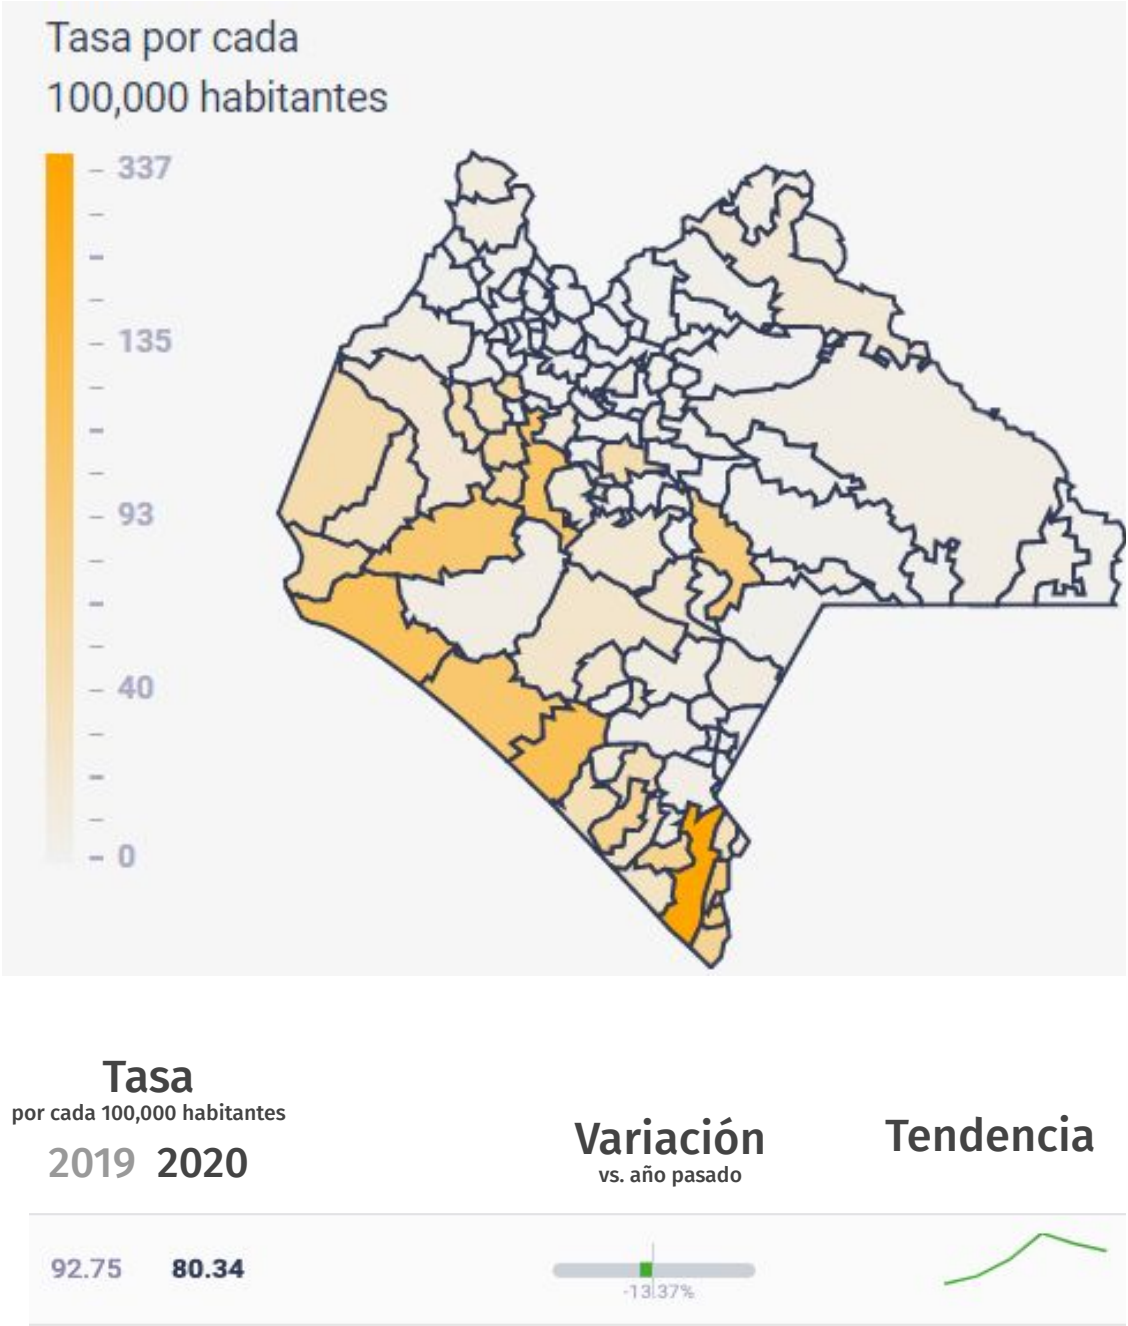 Tasa por cada
100,000 habitantes
337
135
93
40
0
Tasa
por cada 100,000 habitantes
2019 2020
Variación
vs. año pasado
Tendencia
92.75 80.34
-13.37%